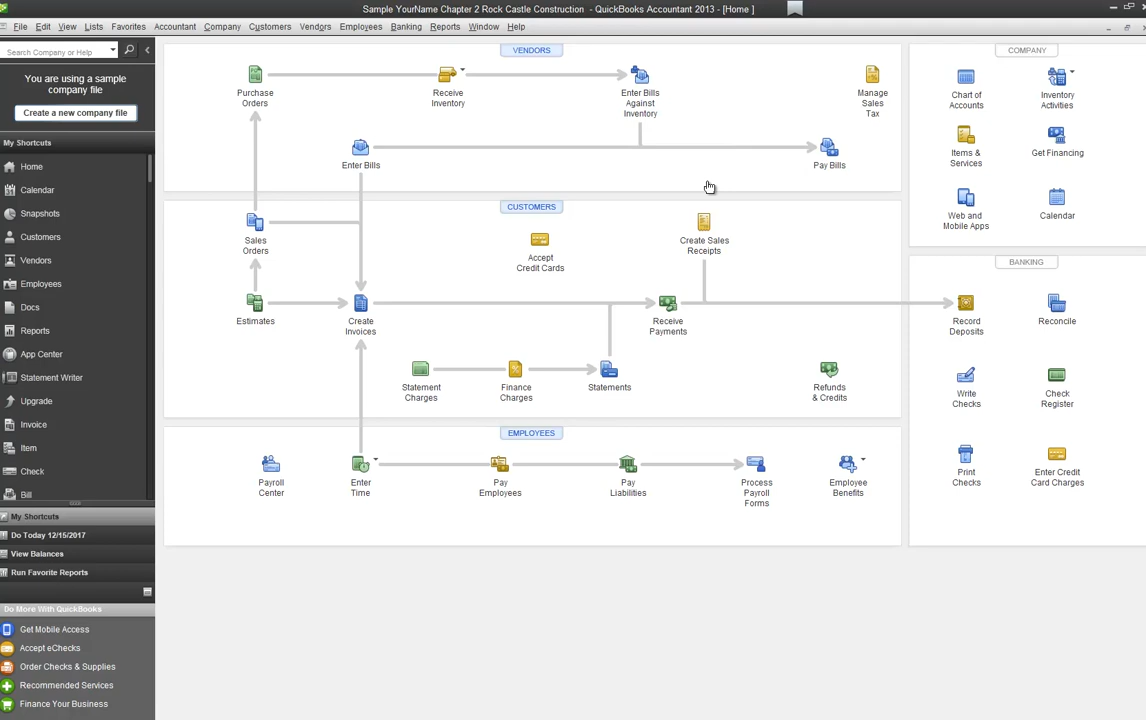 Sample YourName Chapter 2 Rock Castle Construction - QuickBooks Accountant 2013 - [Home ]
File Edit View Lists Favorites Accountant Company Customers Vendors Employees Banking Reports Window Help
Search Company or Help
You are using a sample
company file
Create a new company file
My Shortcuts
Home
Calendar
Snapshots
Customers
Vendors
Employees
Docs
Reports
App Center
Statement Writer
Upgrade
Invoice
Item
Check
Bill
My Shortcuts
Do Today 12/15/2017
View Balances
Run Favorite Reports
Do More With QuickBooks
Get Mobile Access
Accept eChecks
Order Checks & Supplies
Recommended Services
Finance Your Business
VENDORS
Purchase
Orders
Receive
Inventory
Enter Bills
Against
Inventory
Manage
Sales
Tax
Enter Bills
Pay Bills
CUSTOMERS
Sales
Orders
Accept
Credit Cards
Create Sales
Receipts
Estimates
Create
Invoices
Receive
Payments
Statement
Charges
Finance
Charges
Statements
Refunds
& Credits
EMPLOYEES
Payroll
Center
Enter
Time
Pay
Employees
Pay
Liabilities
Process
Payroll
Forms
Employee
Benefits
COMPANY
Chart of
Accounts
Inventory
Activities
Items &
Services
Get Financing
Web and
Mobile Apps
Calendar
BANKING
Record
Deposits
Reconcile
Write
Checks
Check
Register
Print
Checks
Enter Credit
Card Charges